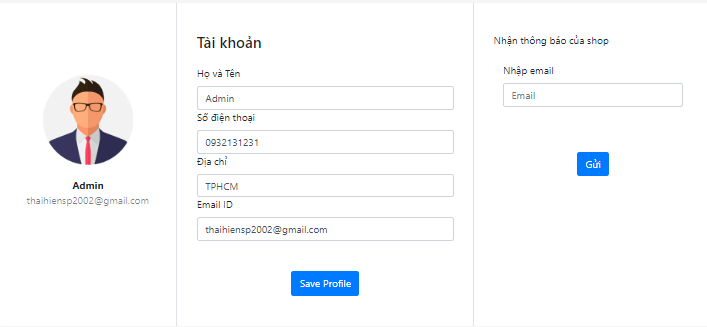 Admin
thaihiensp2002@gmail.com
Tài khoản
Họ và Tên
Admin
Số điện thoại
0932131231
Địa chỉ
TPHCM
Email ID
thaihiensp2002@gmail.com
Save Profile
Nhận thông báo của shop
Nhập email
Email
Gửi